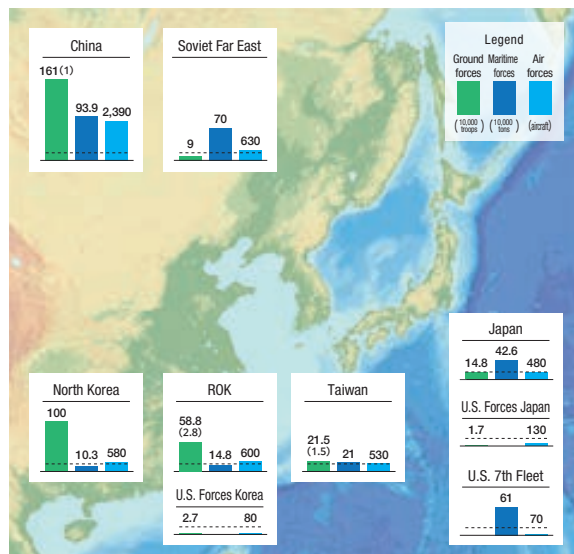 China
161(1)
93.9
2,390
Soviet Far East
9
70
630
Legend
Ground forces
Maritime forces
Air forces
(10,000 troops)
(10,000 tons)
(aircraft)
Japan
14.8
42.6
480
U.S. Forces Japan
1.7
130
U.S. 7th Fleet
61
70
North Korea
100
10.3
580
ROK
58.8
(2.8)
14.8
600
U.S. Forces Korea
2.7
80
Taiwan
21.5
(1.5)
21
530